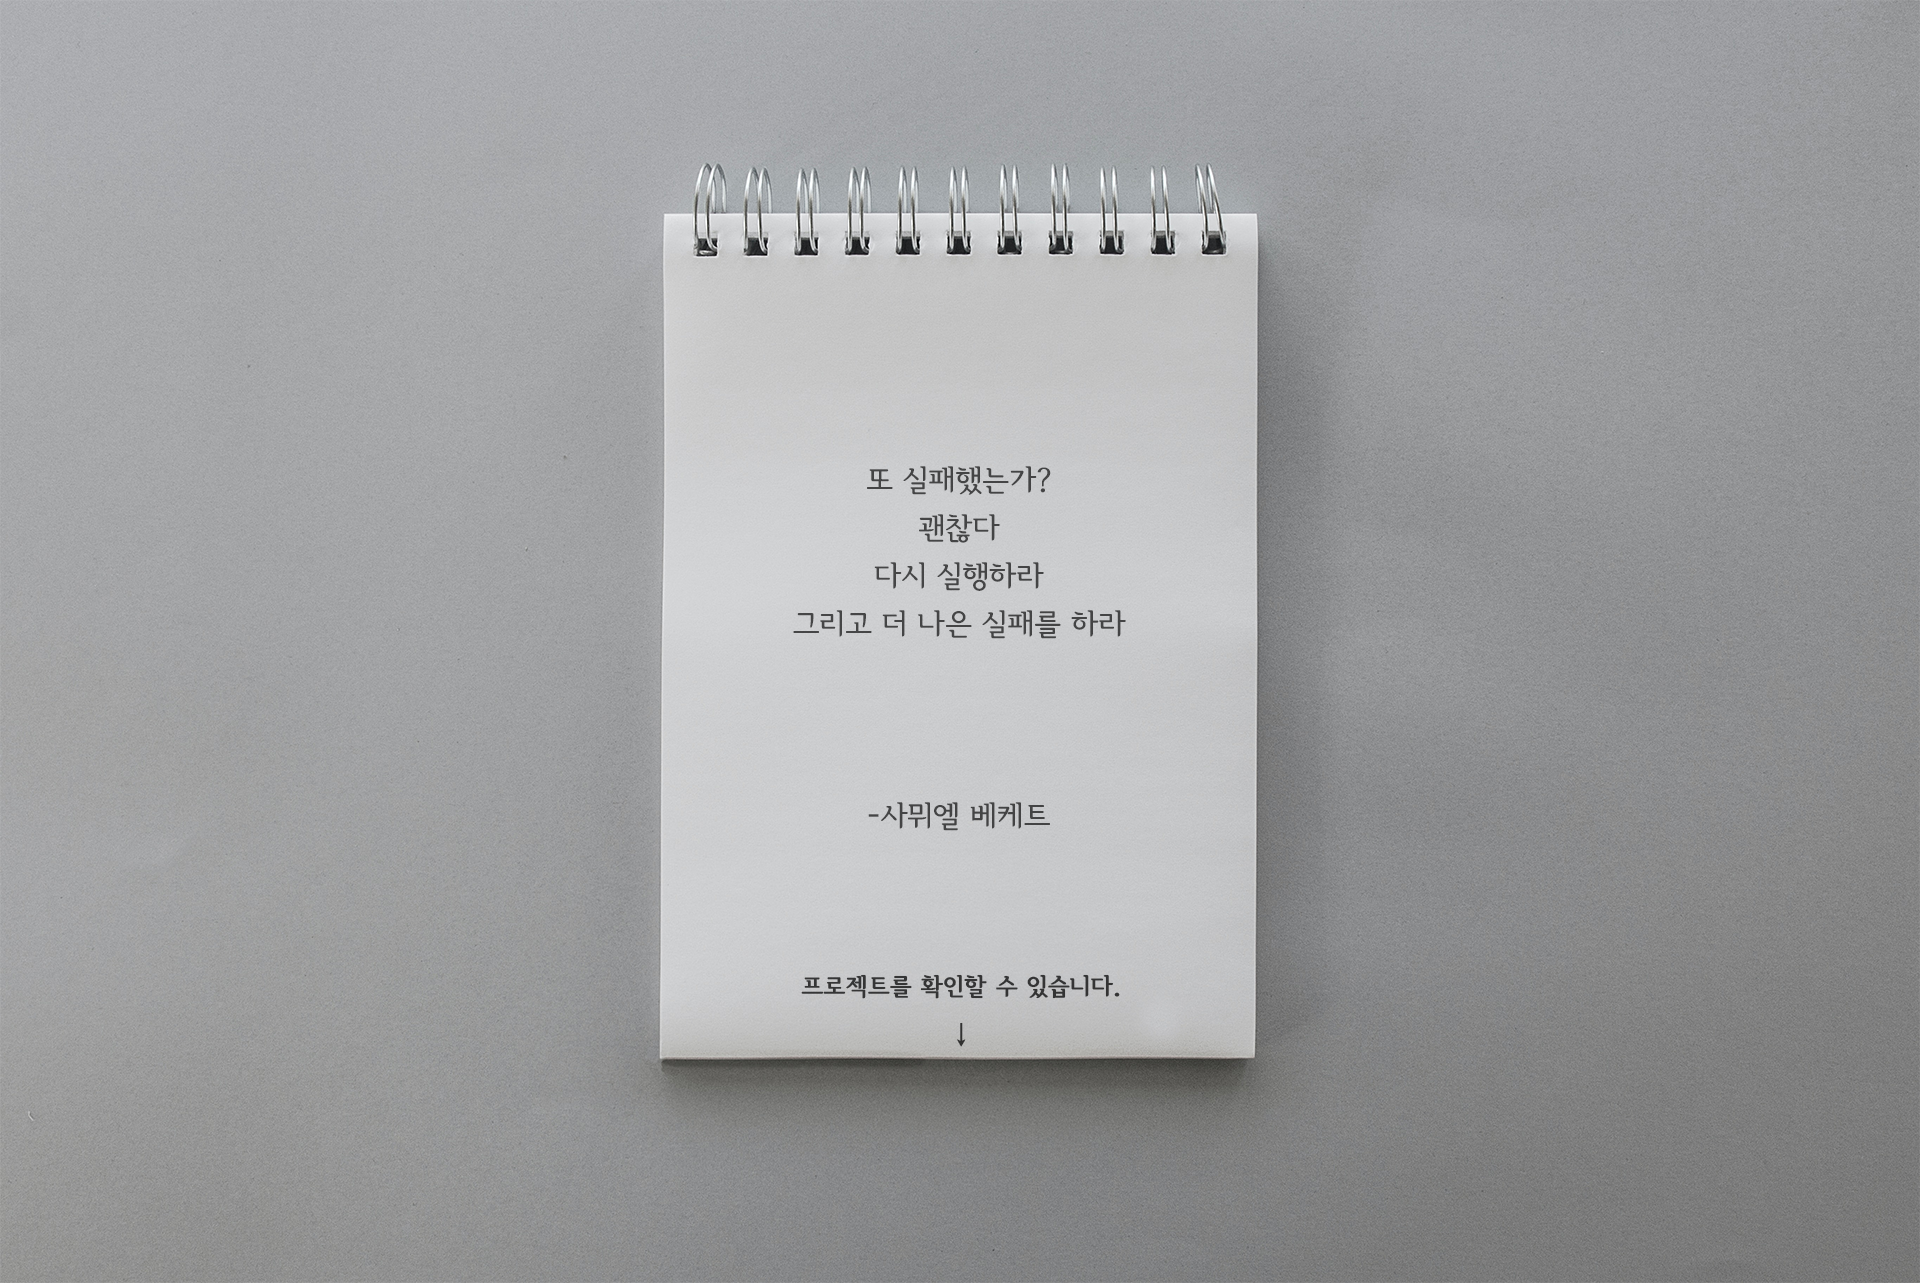 또 실패했는가?
괜찮다
다시 실행하라
그리고 더 나은 실패를 하라
-사뮈엘 베케트
프로젝트를 확인할 수 있습니다.
↓